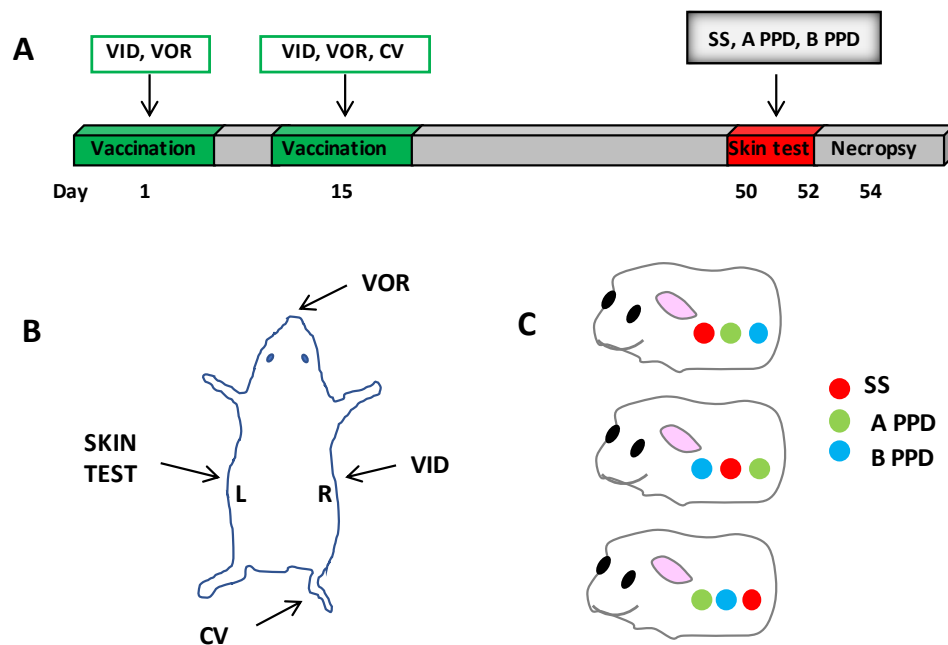 A
VID, VOR
VID, VOR, CV
SS, A PPD, B PPD
Vaccination
Vaccination
Skin test
Necropsy
Day
1
15
50
52
54
B
VOR
SKIN
TEST
L
R
VID
CV
C
SS
A PPD
B PPD